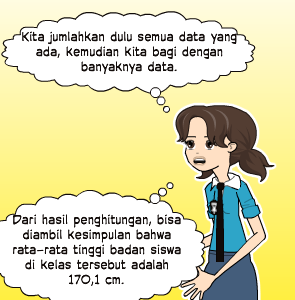 Kita jumlahkan dulu semua data yang
ada, kemudian kita bagi dengan
banyaknya data.
Dari hasil penghitungan, bisa
diambil kesimpulan bahwa
rata-rata tinggi badan siswa
di kelas tersebut adalah
170,1 cm.